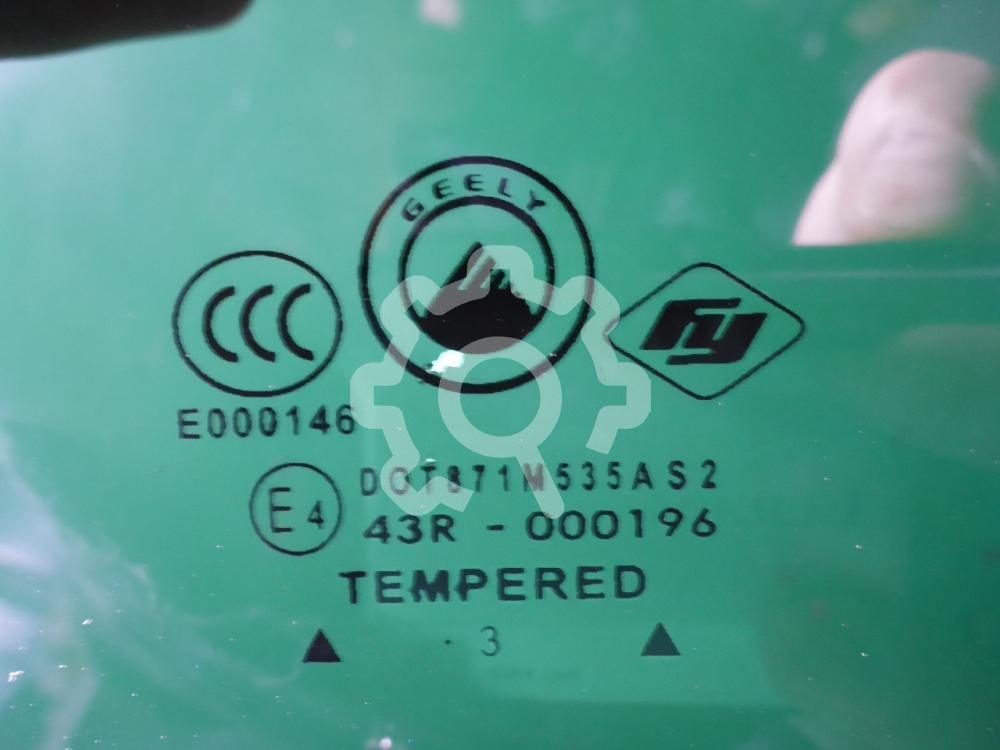 GEELY
CCC
FY
E000146
E4
DOT871M535AS2
43R - 000196
TEMPERED
▲ · 3 ▲